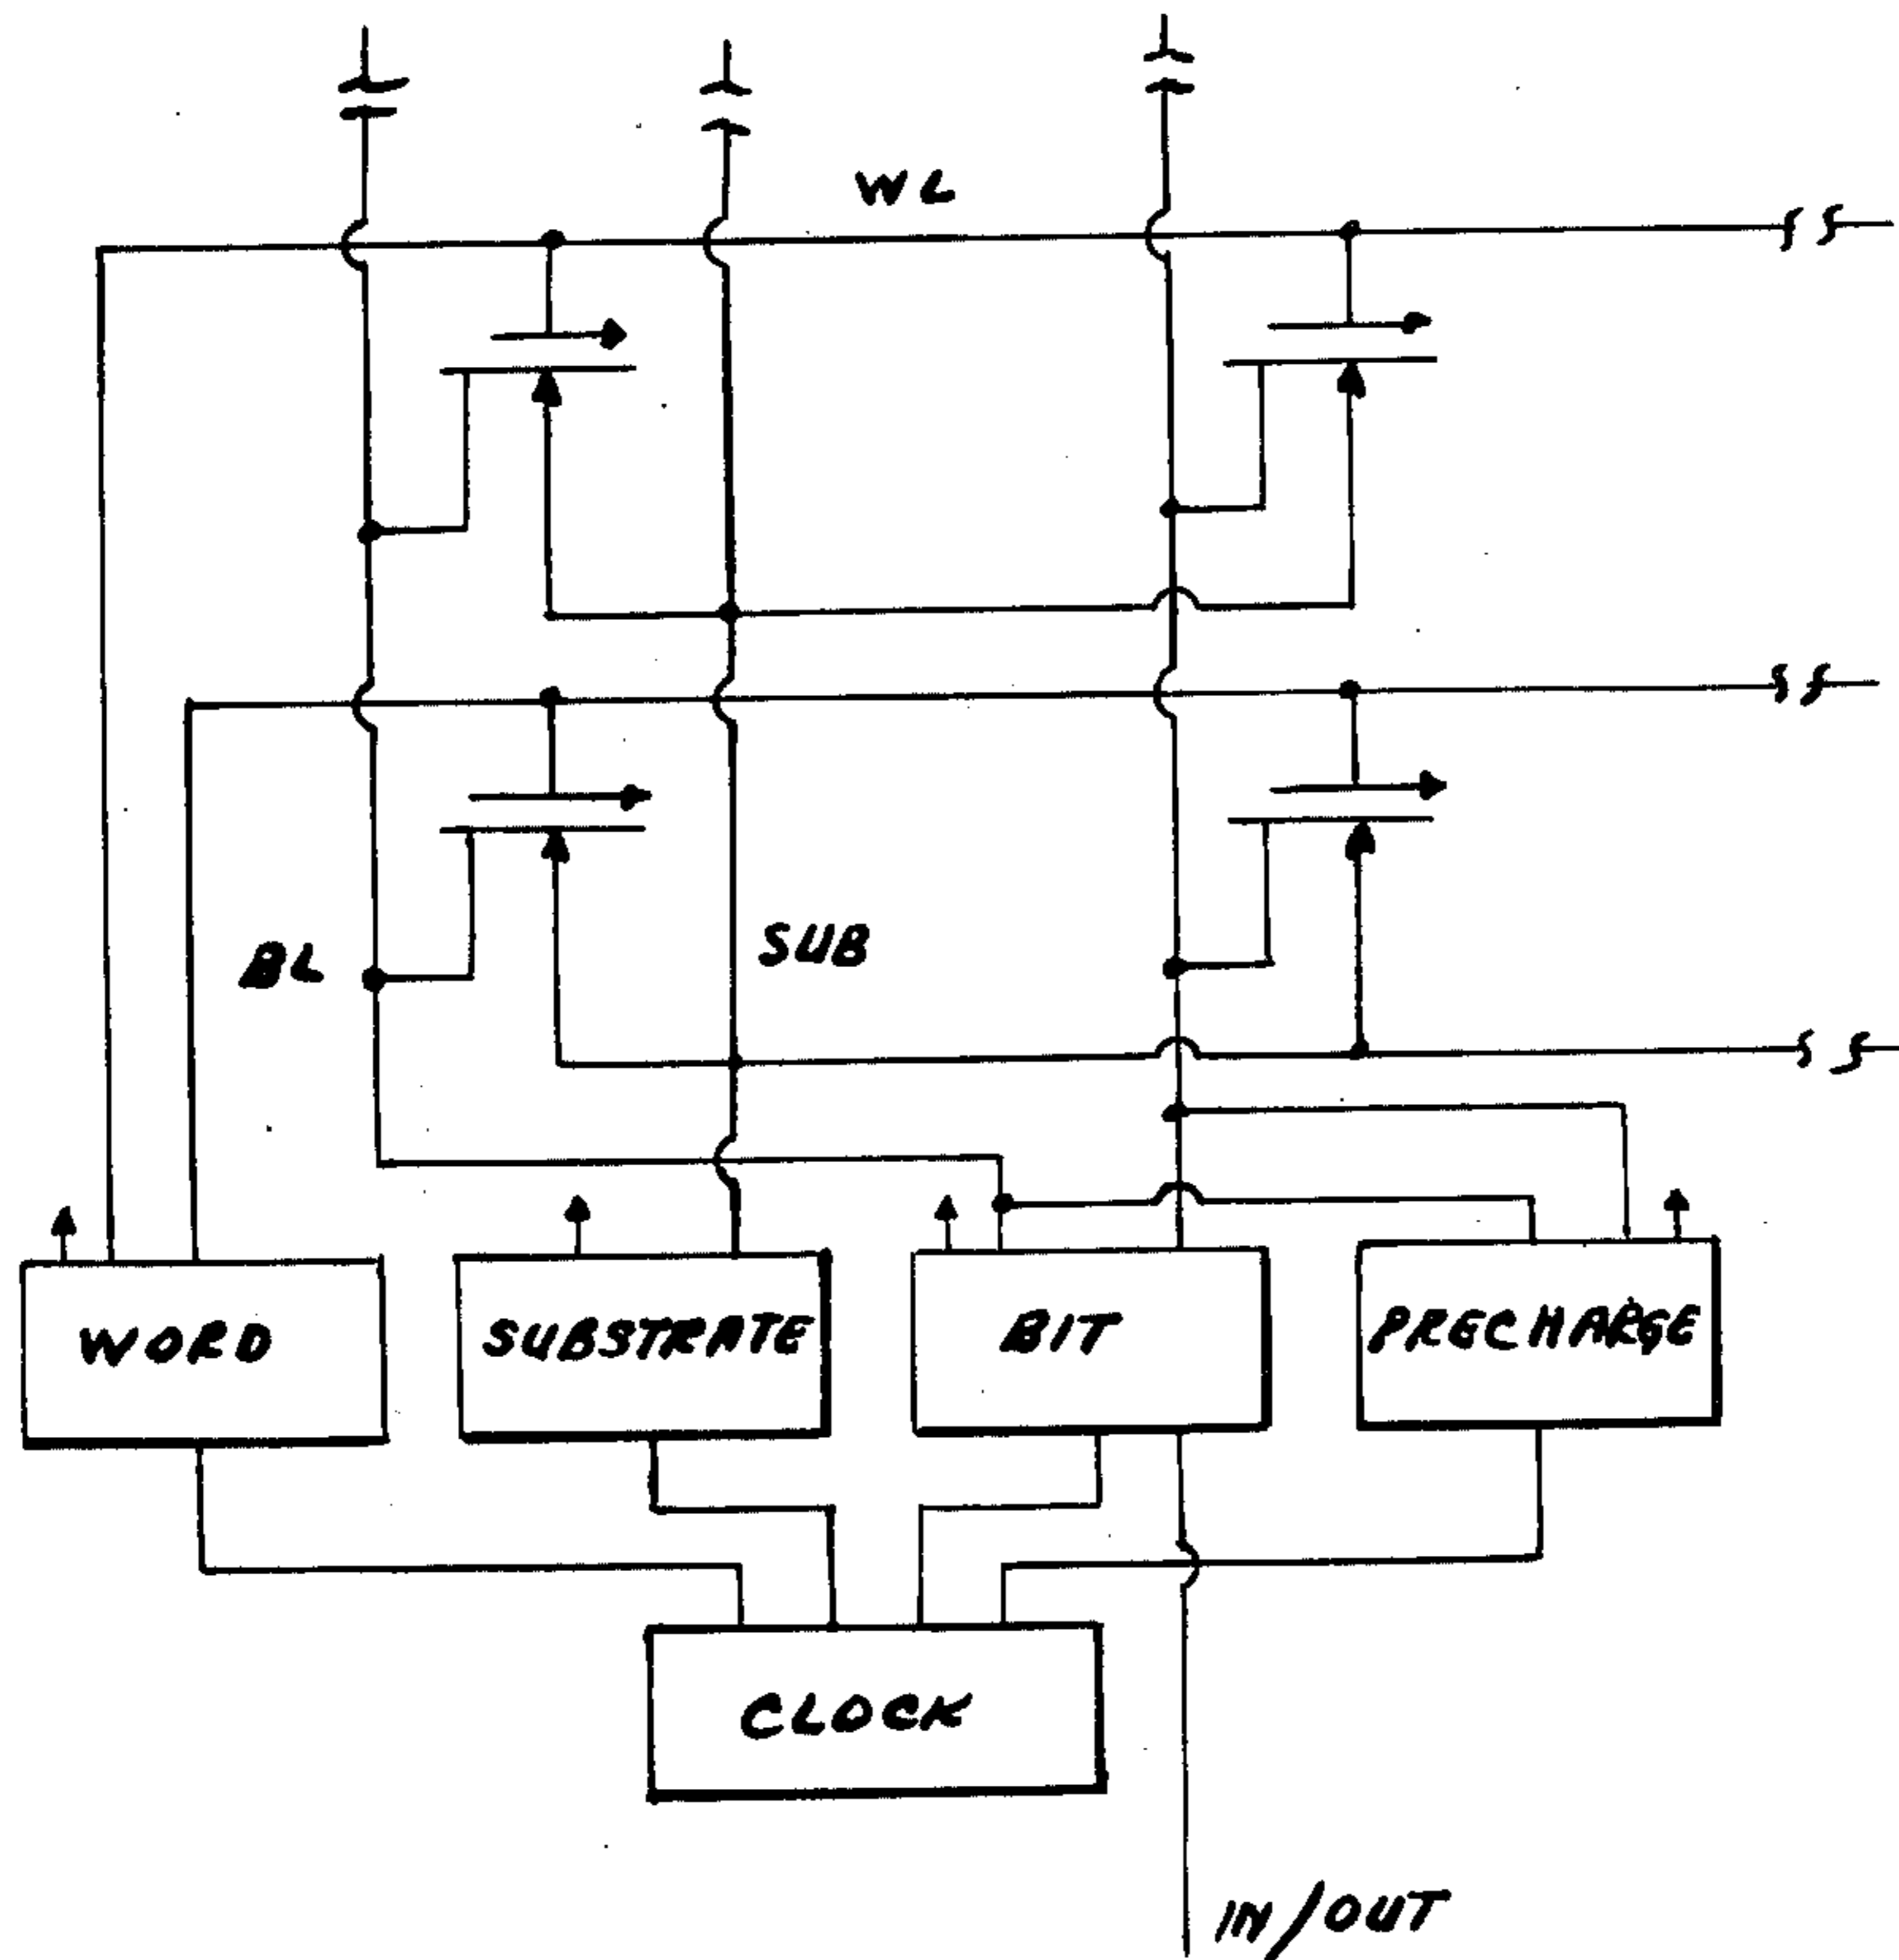 WL
BL
SUB
WORD
SUBSTRATE
BIT
PRECHARGE
CLOCK
IN/OUT